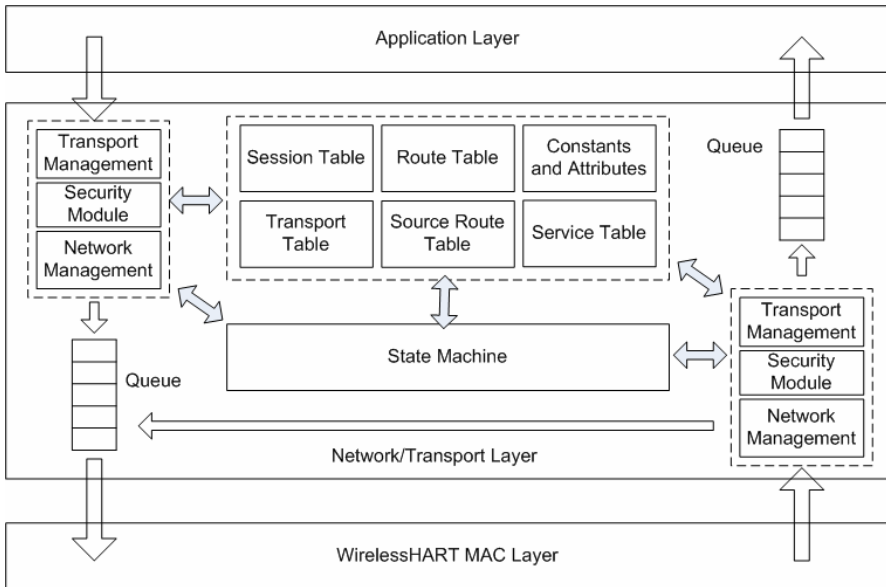 Application Layer
Transport
Management
Security
Module
Network
Management
Session Table
Route Table
Constants
and Attributes
Transport
Table
Source Route
Table
Service Table
Queue
State Machine
Queue
Transport
Management
Security
Module
Network
Management
Network/Transport Layer
WirelessHART MAC Layer